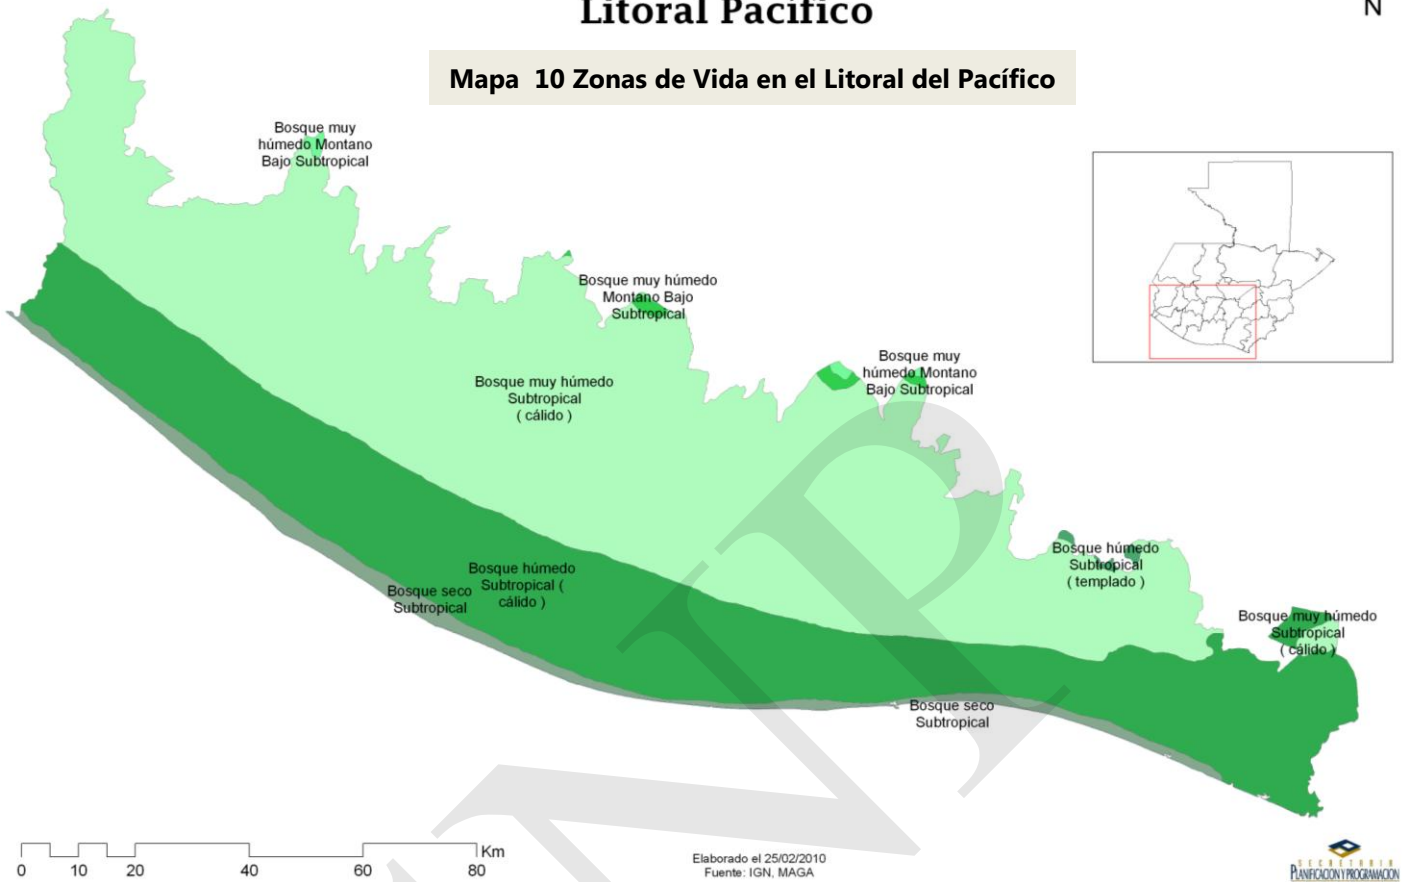 Litoral Pacífico
N
Mapa 10 Zonas de Vida en el Litoral del Pacífico
Bosque muy
húmedo Montano
Bajo Subtropical
Bosque muy húmedo
Montano Bajo
Subtropical
Bosque muy
húmedo Montano
Bajo Subtropical
Bosque muy húmedo
Subtropical
( cálido )
Bosque húmedo
Subtropical
( templado )
Bosque muy húmedo
Subtropical
( cálido )
Bosque húmedo
Subtropical (
cálido )
Bosque seco
Subtropical
Bosque seco
Subtropical
Km
0 10 20 40 60 80
Elaborado el 25/02/2010
Fuente: IGN, MAGA
SECRETARIA
PLANIFICACION Y PROGRAMACION